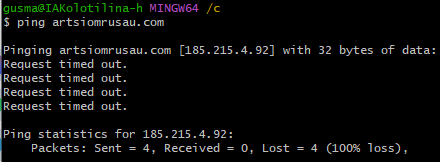 gusma@IAKolotilina-h MINGW64 /c
$ ping artsiomrusau.com
Pinging artsiomrusau.com [185.215.4.92] with 32 bytes of data:
Request timed out.
Request timed out.
Request timed out.
Request timed out.
Ping statistics for 185.215.4.92:
    Packets: Sent = 4, Received = 0, Lost = 4 (100% loss),